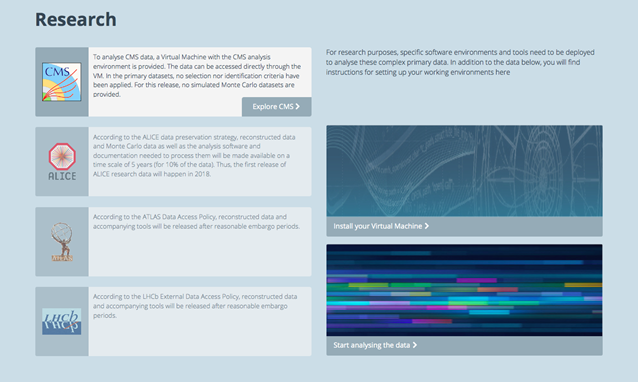 Research
CMS
To analyse CMS data, a Virtual Machine with the CMS analysis
environment is provided. The data can be accessed directly through the
VM. In the primary datasets, no selection nor identification criteria have
been applied. For this release, no simulated Monte Carlo datasets are
provided.
Explore CMS
ALICE
According to the ALICE data preservation strategy, reconstructed data
and Monte Carlo data as well as the analysis software and
documentation needed to process them will be made available on a
time scale of 5 years (for 10% of the data). Thus, the first release of
ALICE research data will happen in 2018.
ATLAS
According to the ATLAS Data Access Policy, reconstructed data and
accompanying tools will be released after reasonable embargo periods.
LHCb
According to the LHCb External Data Access Policy, reconstructed data
and accompanying tools will be released after reasonable embargo
periods.
For research purposes, specific software environments and tools need to be deployed
to analyse these complex primary data. In addition to the data below, you will find
instructions for setting up your working environments here
Install your Virtual Machine
Start analysing the data